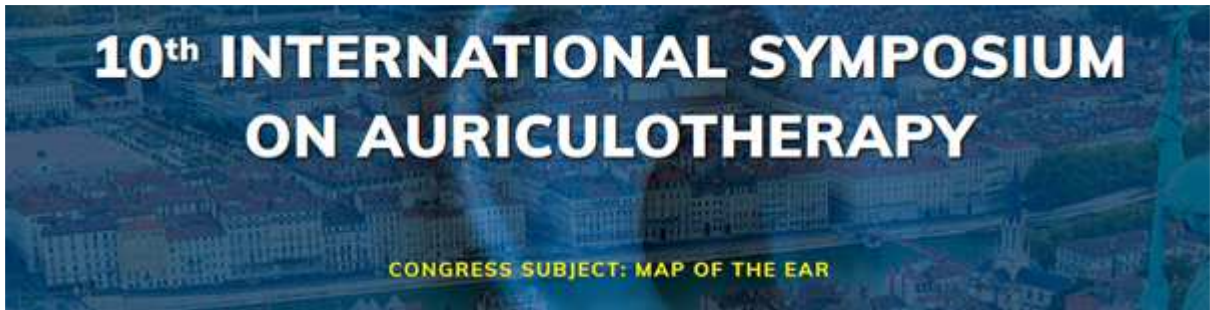 10th INTERNATIONAL SYMPOSIUM
ON AURICULOTHERAPY
CONGRESS SUBJECT: MAP OF THE EAR